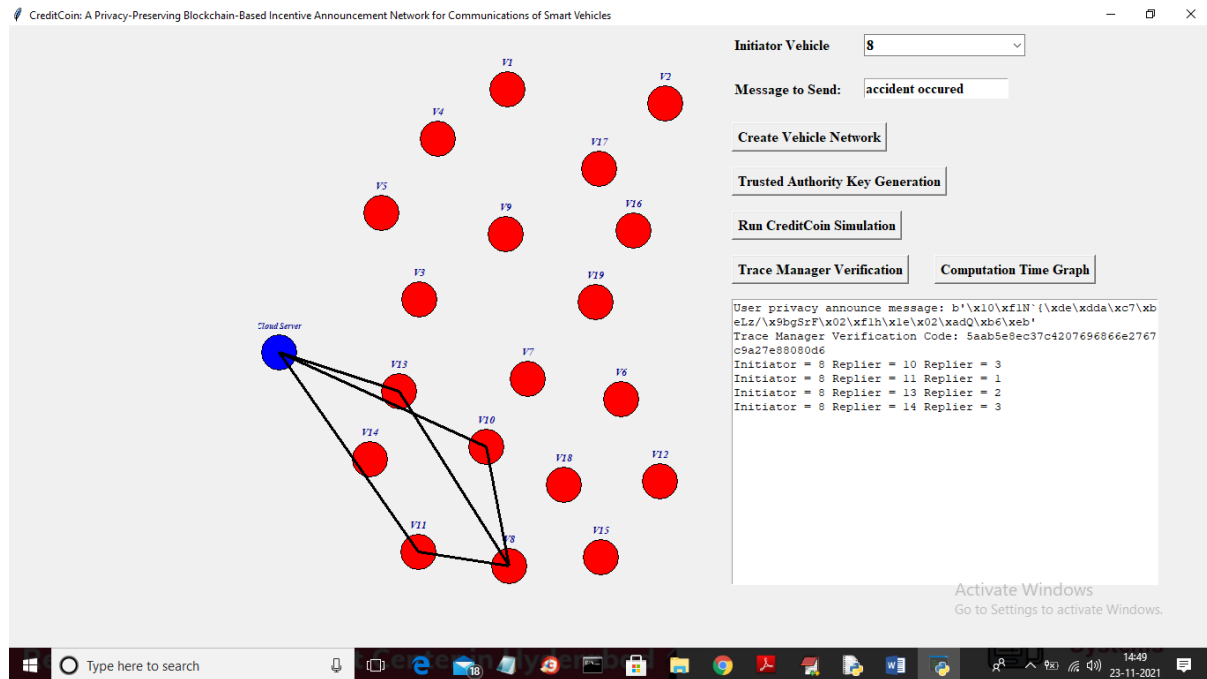 CreditCoin: A Privacy-Preserving Blockchain-Based Incentive Announcement Network for Communications of Smart Vehicles
Initiator Vehicle 8
Message to Send: accident occured
Create Vehicle Network
Trusted Authority Key Generation
Run CreditCoin Simulation
Trace Manager Verification Computation Time Graph
V1
V2
V4
V17
V5
V9
V16
V3
V19
Cloud Server
V13
V7
V6
V14
V10
V18
V12
V11
V8
V15
User privacy announce message: b'\x10\xf1N`{\xde\xdda\xc7\xb
eLz/\x9bgSrF\x02\xf1h\x1e\x02\xadQ\xb6\xeb'
Trace Manager Verification Code: 5aab5e8ec37c4207696866e2767
c9a27e88080d6
Initiator = 8 Replier = 10 Replier = 3
Initiator = 8 Replier = 11 Replier = 1
Initiator = 8 Replier = 13 Replier = 2
Initiator = 8 Replier = 14 Replier = 3
Activate Windows
Go to Settings to activate Windows.
Type here to search
18
14:49
23-11-2021